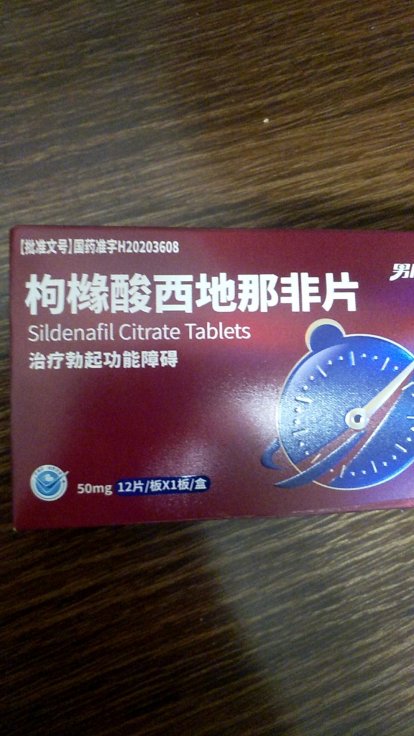 【批准文号】国药准字H20203608
男
枸橼酸西地那非片
Sildenafil Citrate Tablets
治疗勃起功能障碍
50mg 12片/板X1板/盒